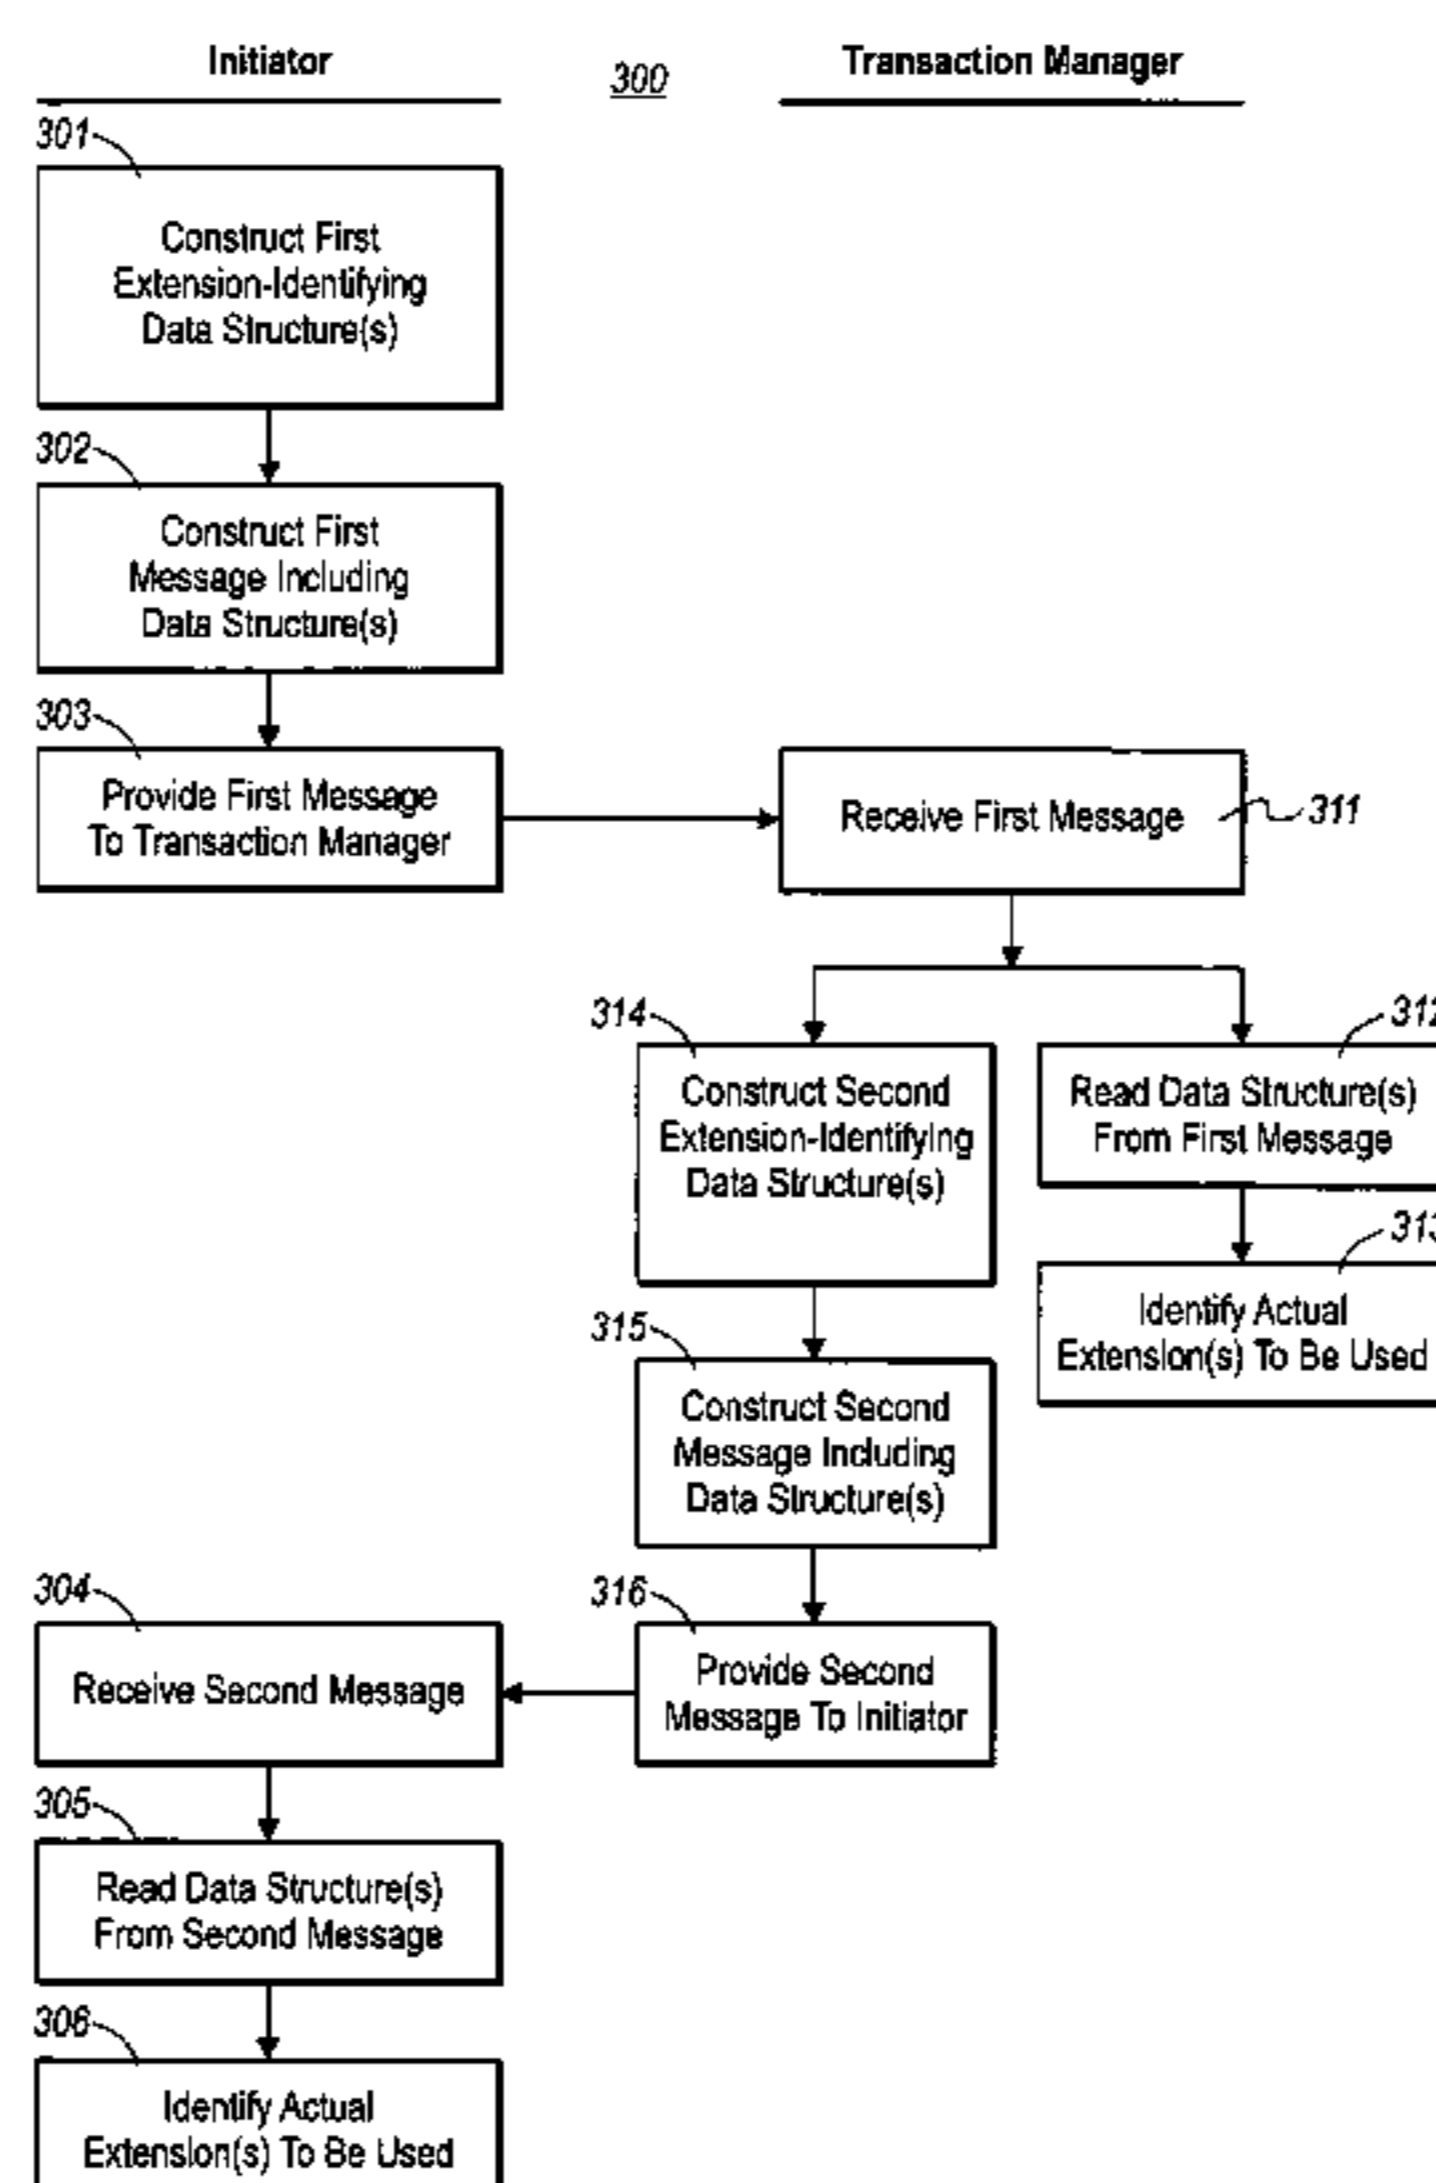 Initiator
300
Transaction Manager
301
Construct First
Extension-Identifying
Data Structure(s)
302
Construct First
Message Including
Data Structure(s)
303
Provide First Message
To Transaction Manager
Receive First Message
311
314
Construct Second
Extension-Identifying
Data Structure(s)
312
Read Data Structure(s)
From First Message
313
Identify Actual
Extension(s) To Be Used
315
Construct Second
Message Including
Data Structure(s)
304
Receive Second Message
316
Provide Second
Message To Initiator
305
Read Data Structure(s)
From Second Message
306
Identify Actual
Extension(s) To Be Used